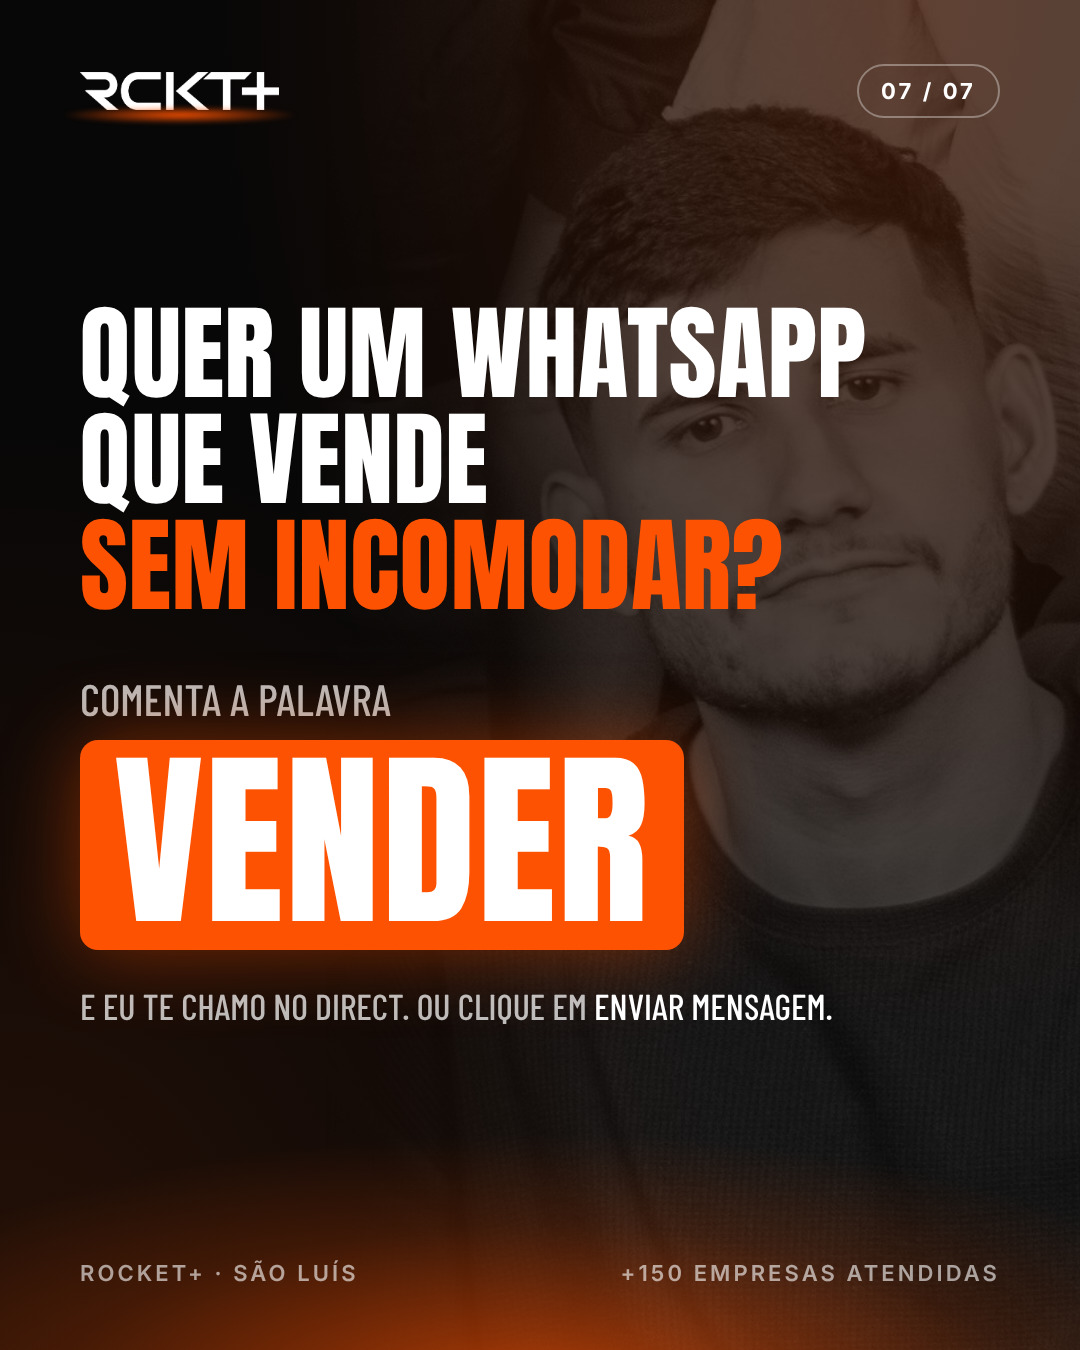 RCKT+
07 / 07
QUER UM WHATSAPP
QUE VENDE
SEM INCOMODAR?
COMENTA A PALAVRA
VENDER
E EU TE CHAMO NO DIRECT. OU CLIQUE EM ENVIAR MENSAGEM.
ROCKET+ · SÃO LUÍS
+150 EMPRESAS ATENDIDAS